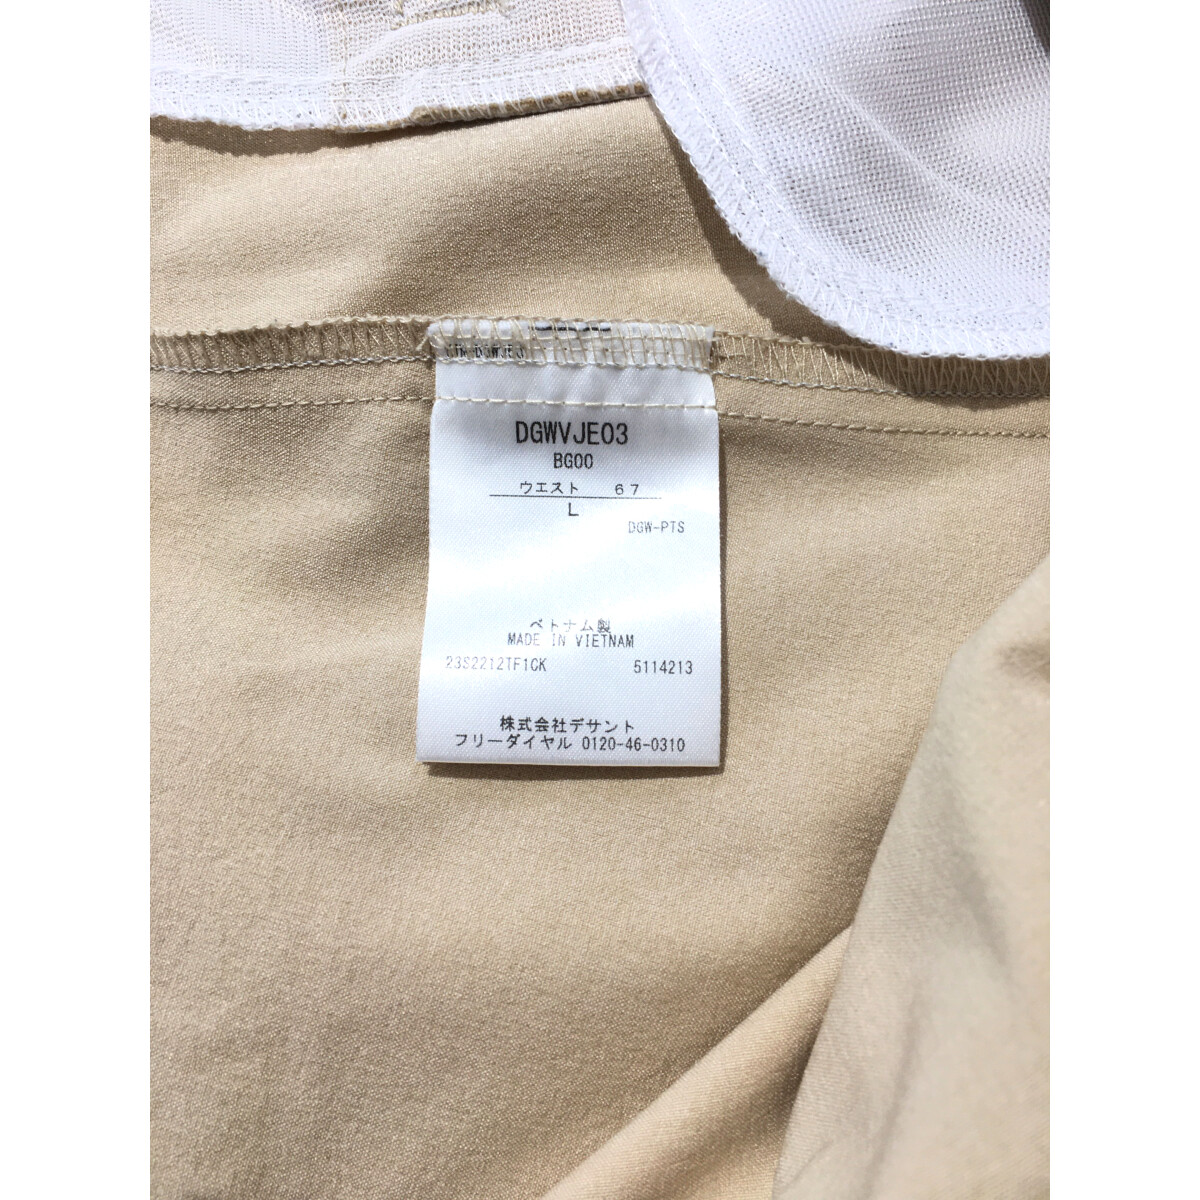 DGWVJE03
BG00
ウエスト 67
L
DGW-PTS
ベトナム製
MADE IN VIETNAM
23S2212TF1CK 5114213
株式会社デサント
フリーダイヤル 0120-46-0310